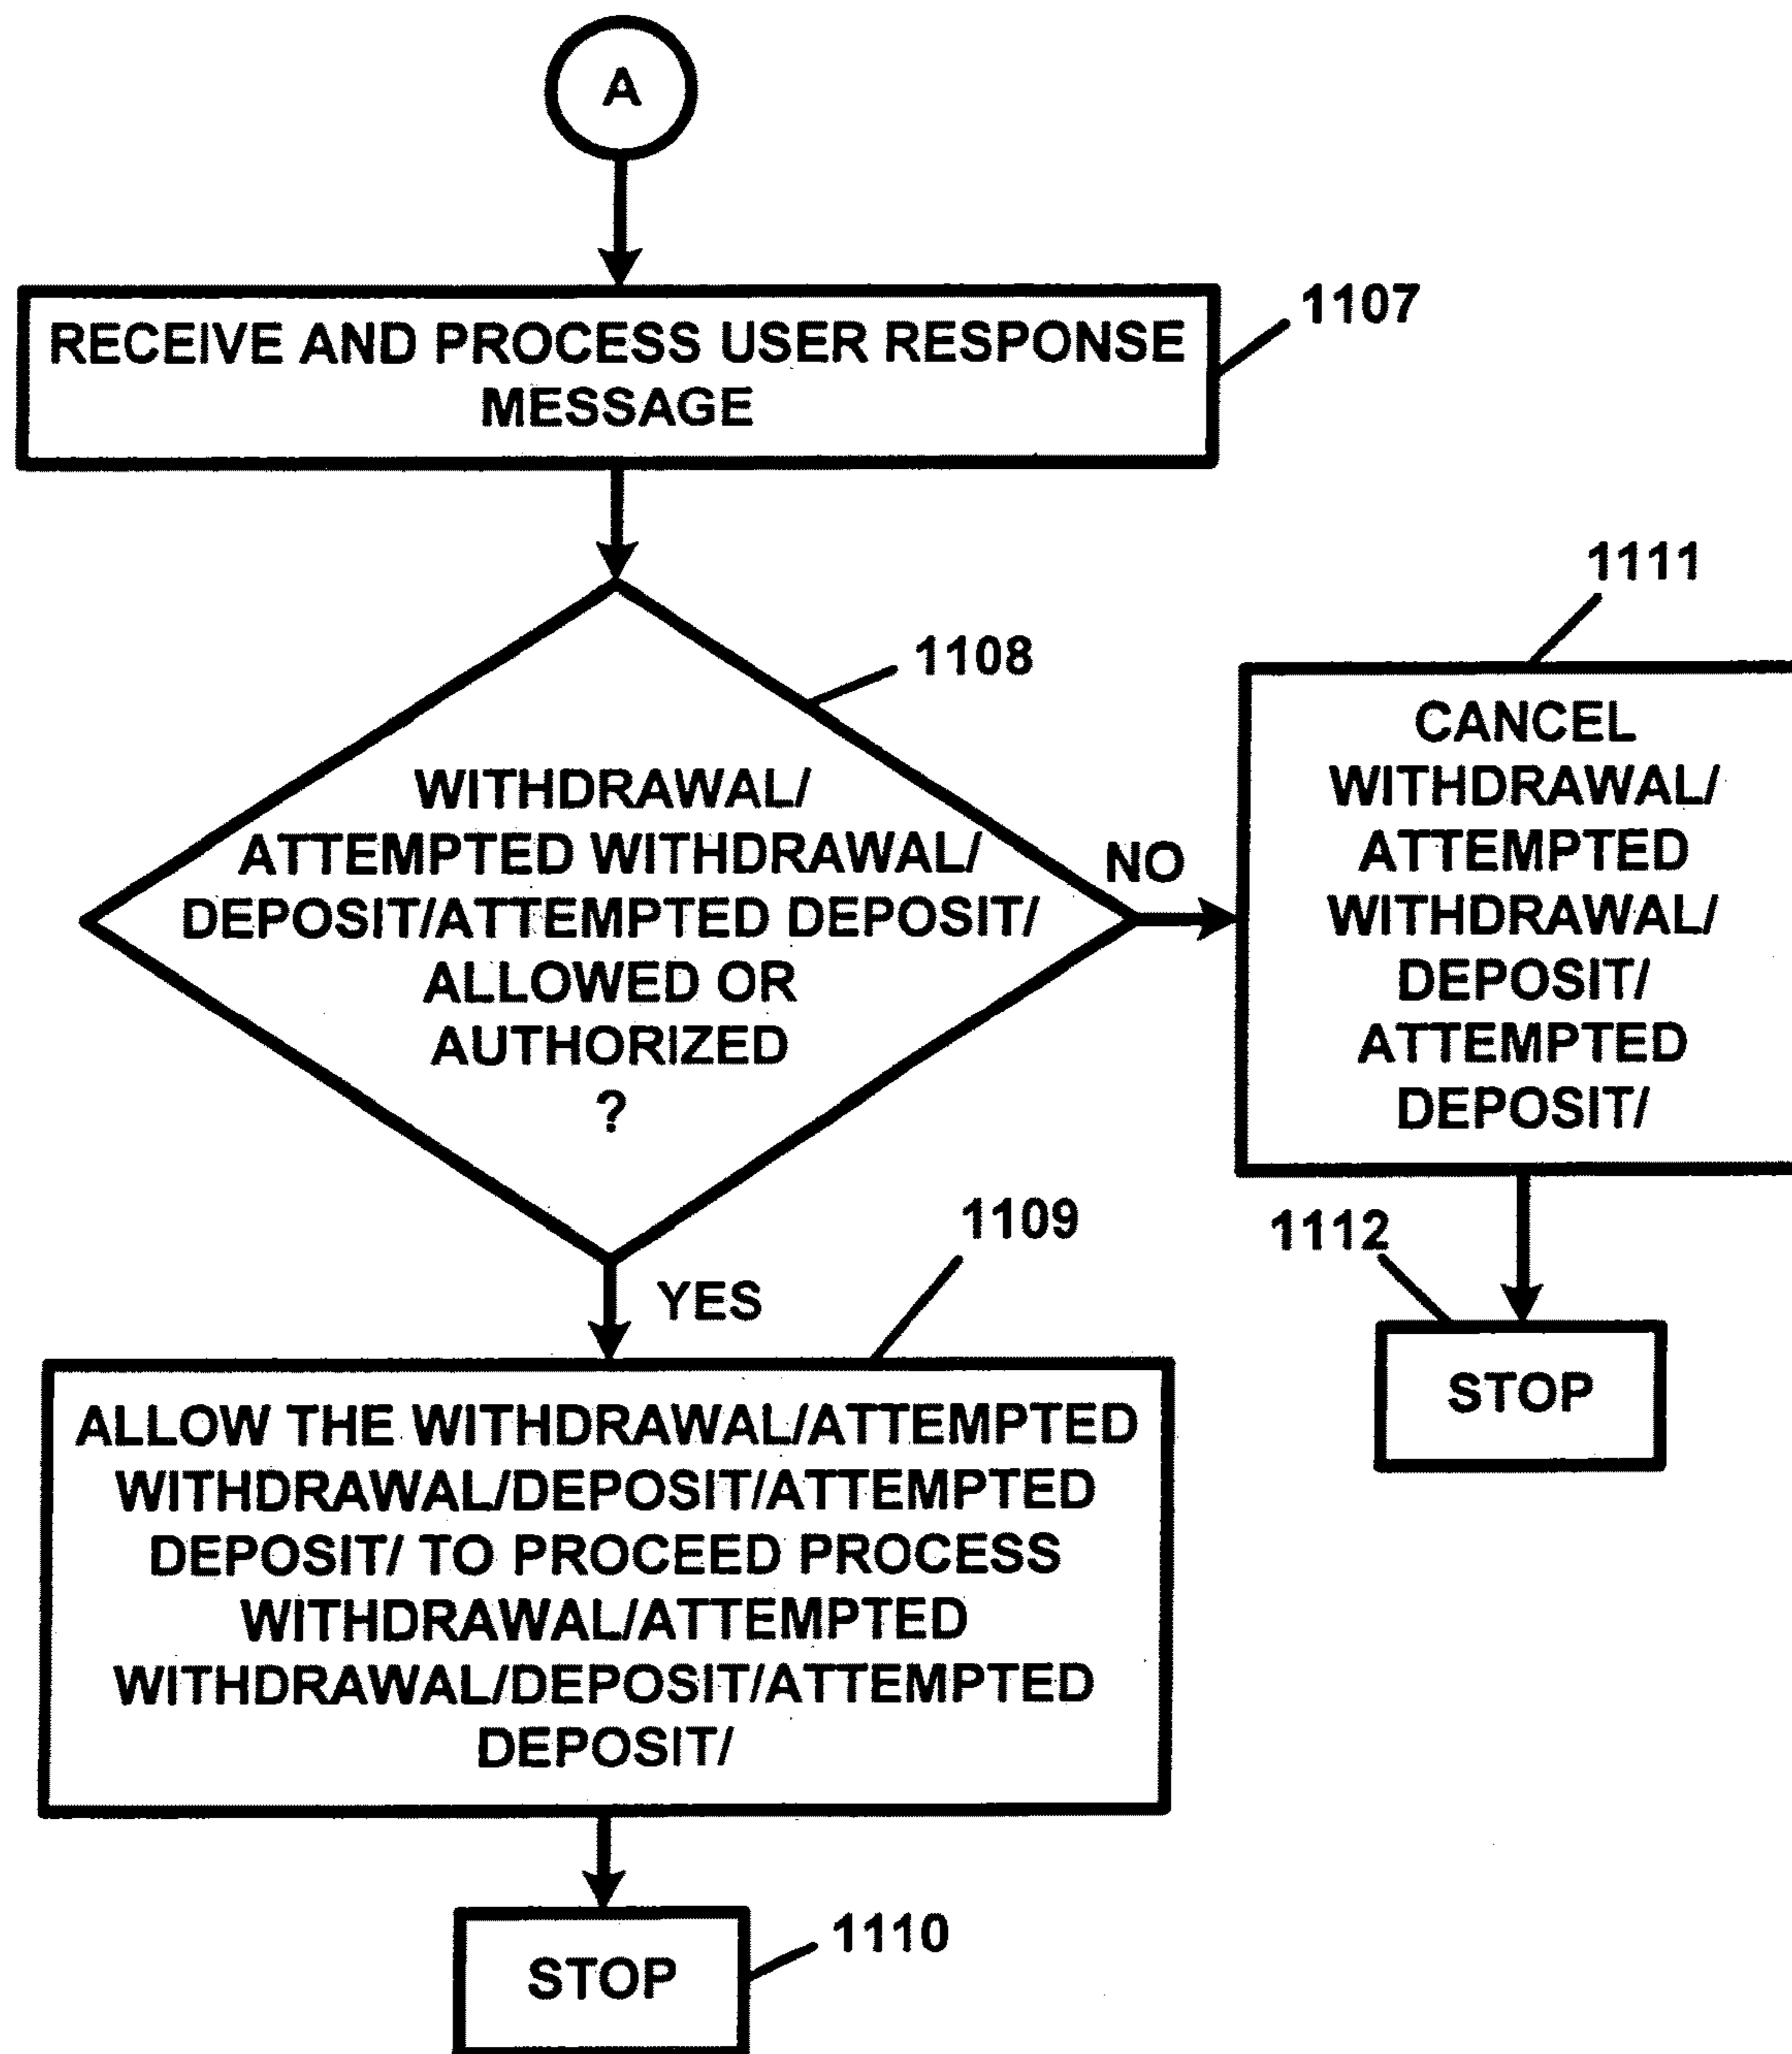 A
RECEIVE AND PROCESS USER RESPONSE
MESSAGE
1107
1108
WITHDRAWAL/
ATTEMPTED WITHDRAWAL/
DEPOSIT/ATTEMPTED DEPOSIT/
ALLOWED OR
AUTHORIZED
?
NO
1111
CANCEL
WITHDRAWAL/
ATTEMPTED
WITHDRAWAL/
DEPOSIT/
ATTEMPTED
DEPOSIT/
1112
STOP
YES
1109
ALLOW THE WITHDRAWAL/ATTEMPTED
WITHDRAWAL/DEPOSIT/ATTEMPTED
DEPOSIT/ TO PROCEED PROCESS
WITHDRAWAL/ATTEMPTED
WITHDRAWAL/DEPOSIT/ATTEMPTED
DEPOSIT/
STOP
1110